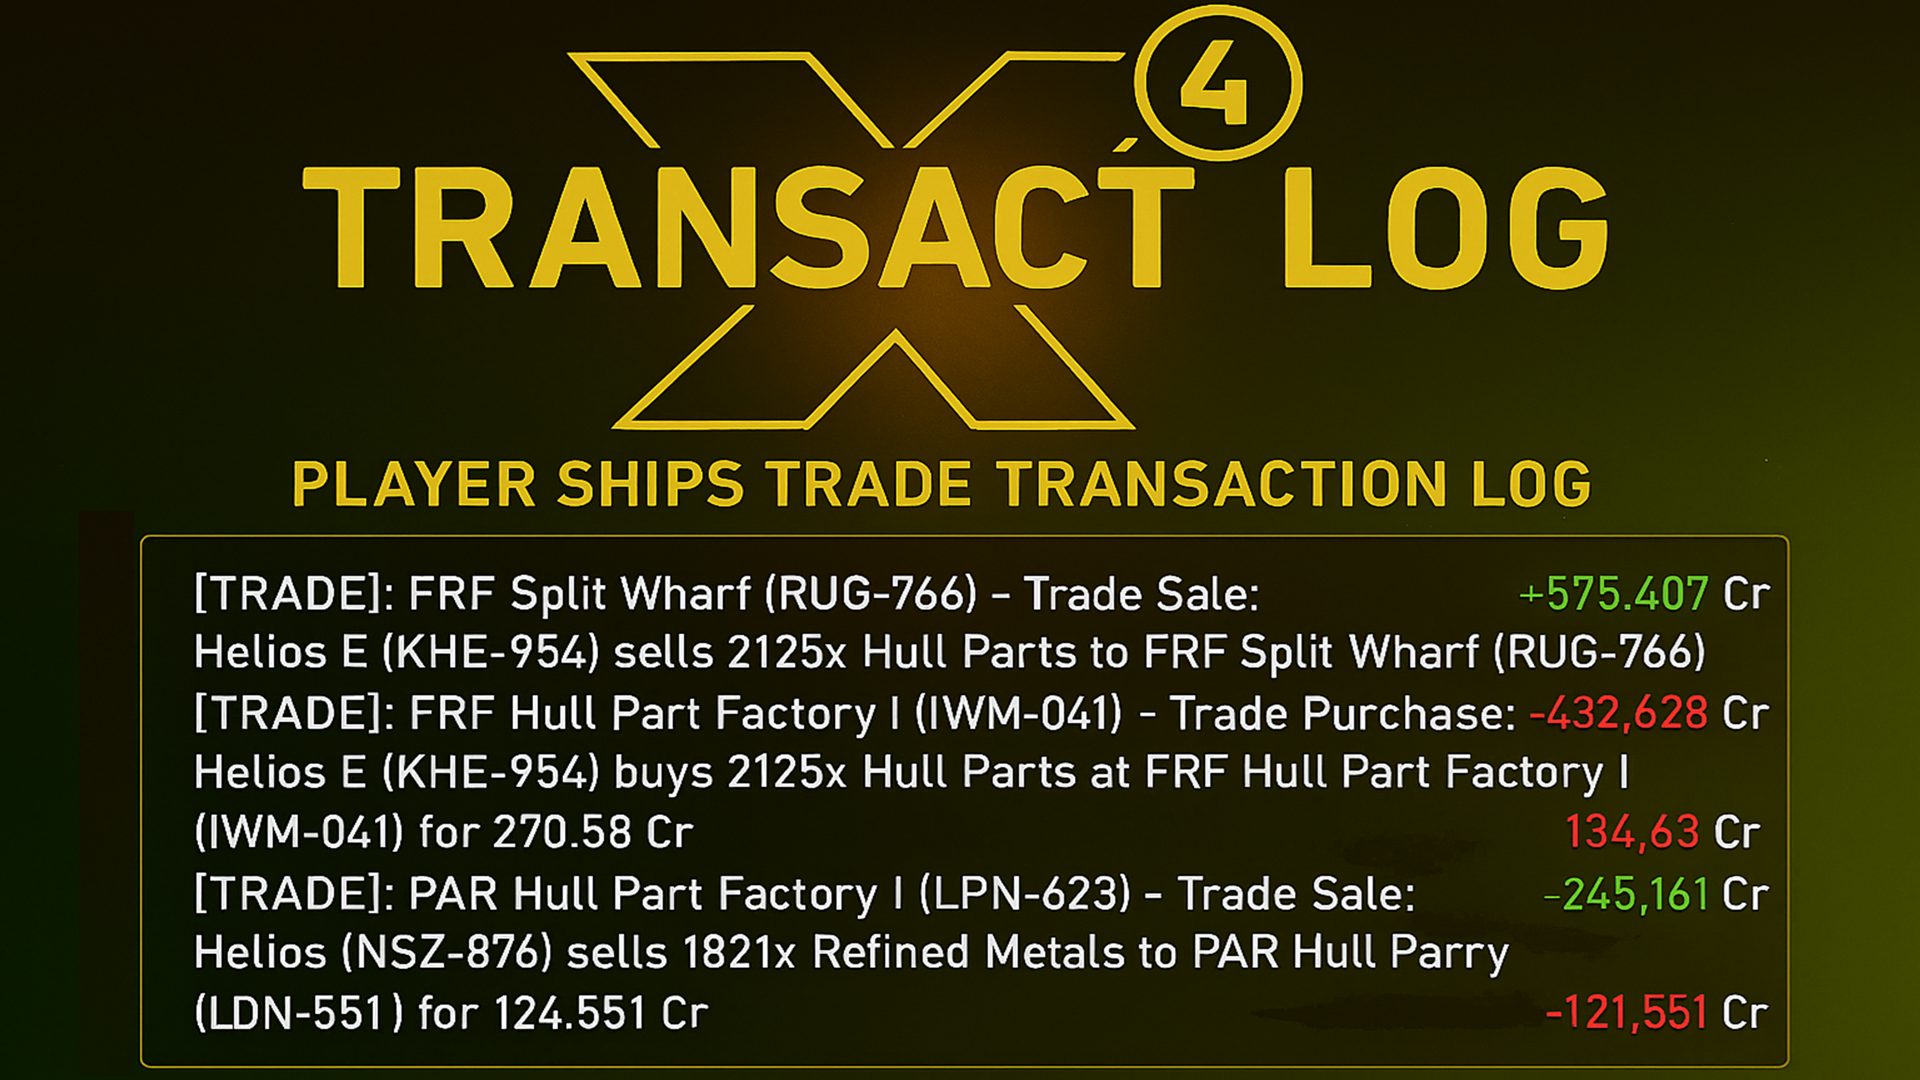 X 4
TRANSACT LOG
PLAYER SHIPS TRADE TRANSACTION LOG
[TRADE]: FRF Split Wharf (RUG-766) – Trade Sale: +575.407 Cr
Helios E (KHE-954) sells 2125x Hull Parts to FRF Split Wharf (RUG-766)
[TRADE]: FRF Hull Part Factory I (IWM-041) – Trade Purchase: -432,628 Cr
Helios E (KHE-954) buys 2125x Hull Parts at FRF Hull Part Factory I
(IWM-041) for 270.58 Cr 134,63 Cr
[TRADE]: PAR Hull Part Factory I (LPN-623) – Trade Sale: -245,161 Cr
Helios (NSZ-876) sells 1821x Refined Metals to PAR Hull Parry
(LDN-551) for 124.551 Cr -121,551 Cr